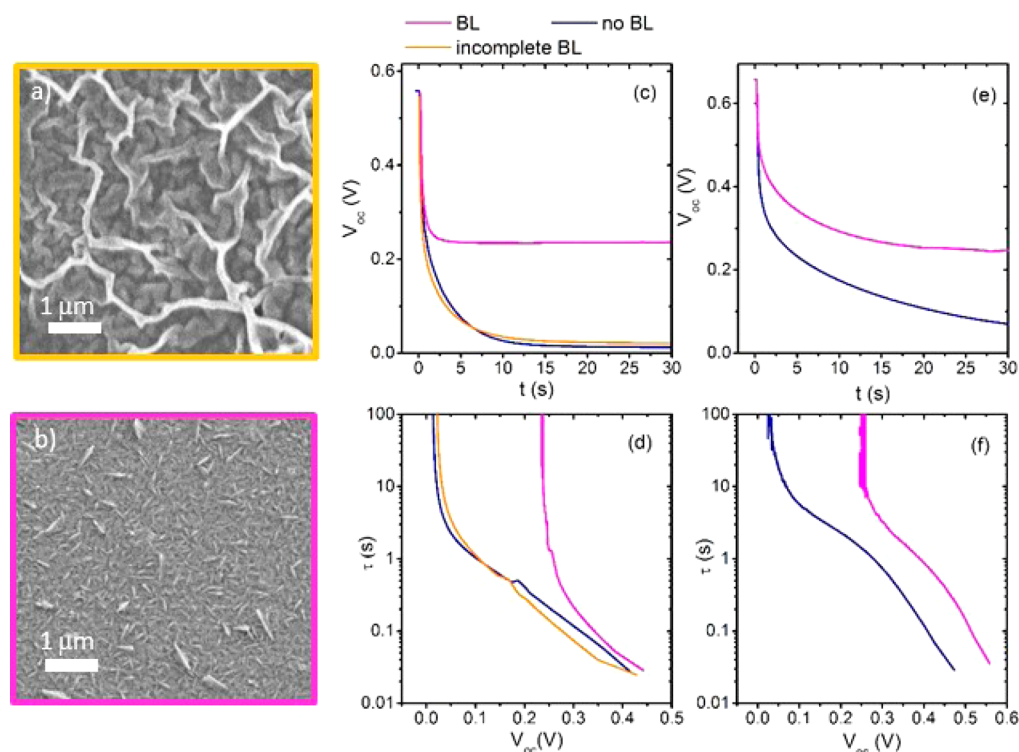 BL
no BL
incomplete BL
a)
1 μm
(c)
0.6
0.4
0.2
0.0
V_oc (V)
0 5 10 15 20 25 30
t (s)
(e)
0.6
0.4
0.2
0.0
V_oc (V)
0 5 10 15 20 25 30
t (s)
b)
1 μm
(d)
100
10
1
0.1
0.01
τ (s)
0.0 0.1 0.2 0.3 0.4 0.5
V_oc(V)
(f)
100
10
1
0.1
0.01
τ (s)
0.0 0.1 0.2 0.3 0.4 0.5 0.6
V_oc(V)